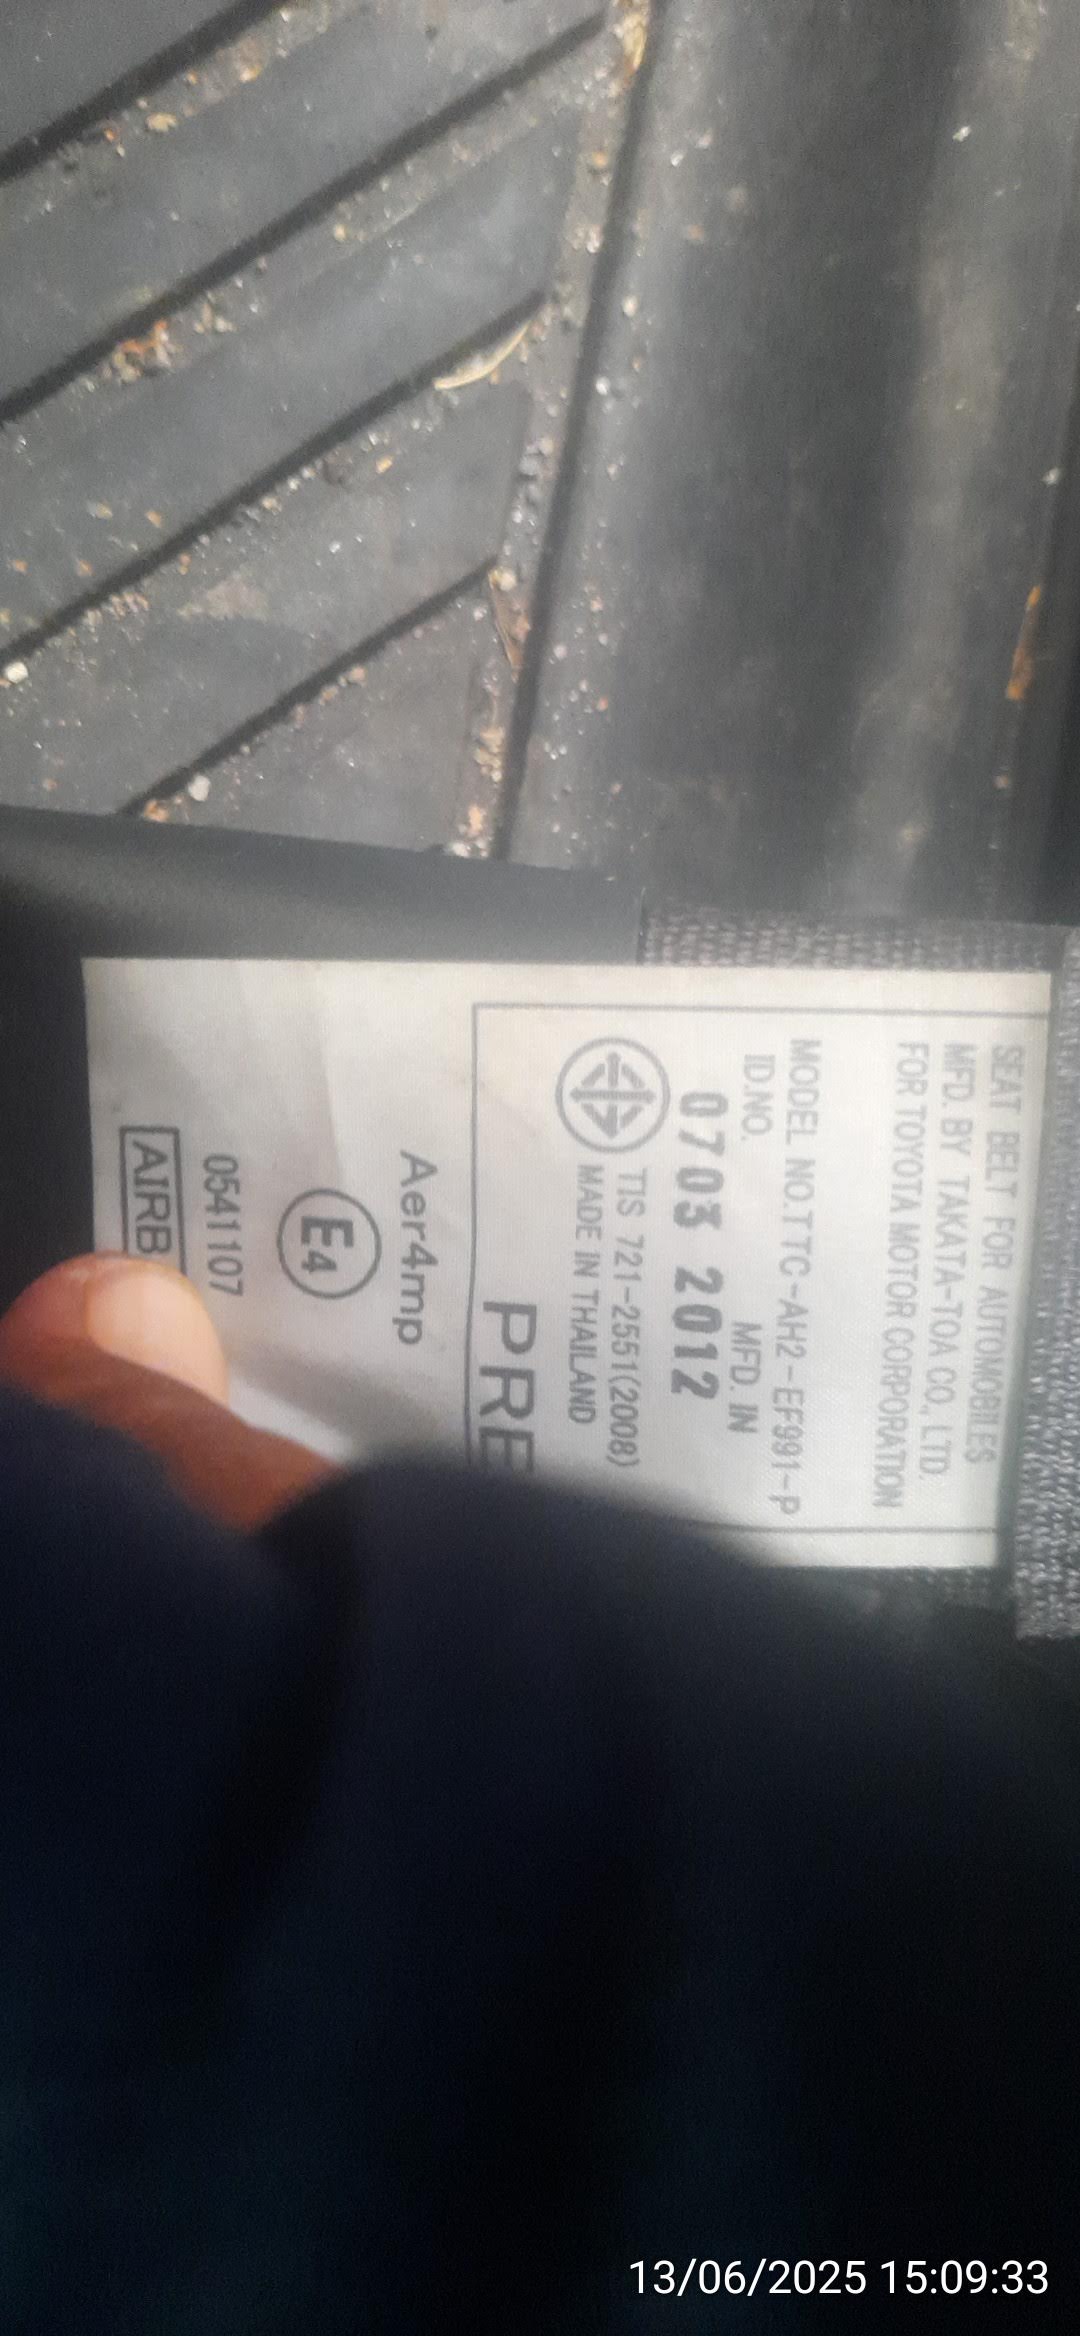 SEAT BELT FOR AUTOMOBILES
MFD. BY TAKATA-TOA CO., LTD.
FOR TOYOTA MOTOR CORPORATION
MODEL NO.TTC-AH2-EF991-P
ID.NO. MFD. IN
0703 2012
TIS 721-2551(2008)
MADE IN THAILAND
PRE
Aer4mp
E4
0541107
AIRB
13/06/2025 15:09:33